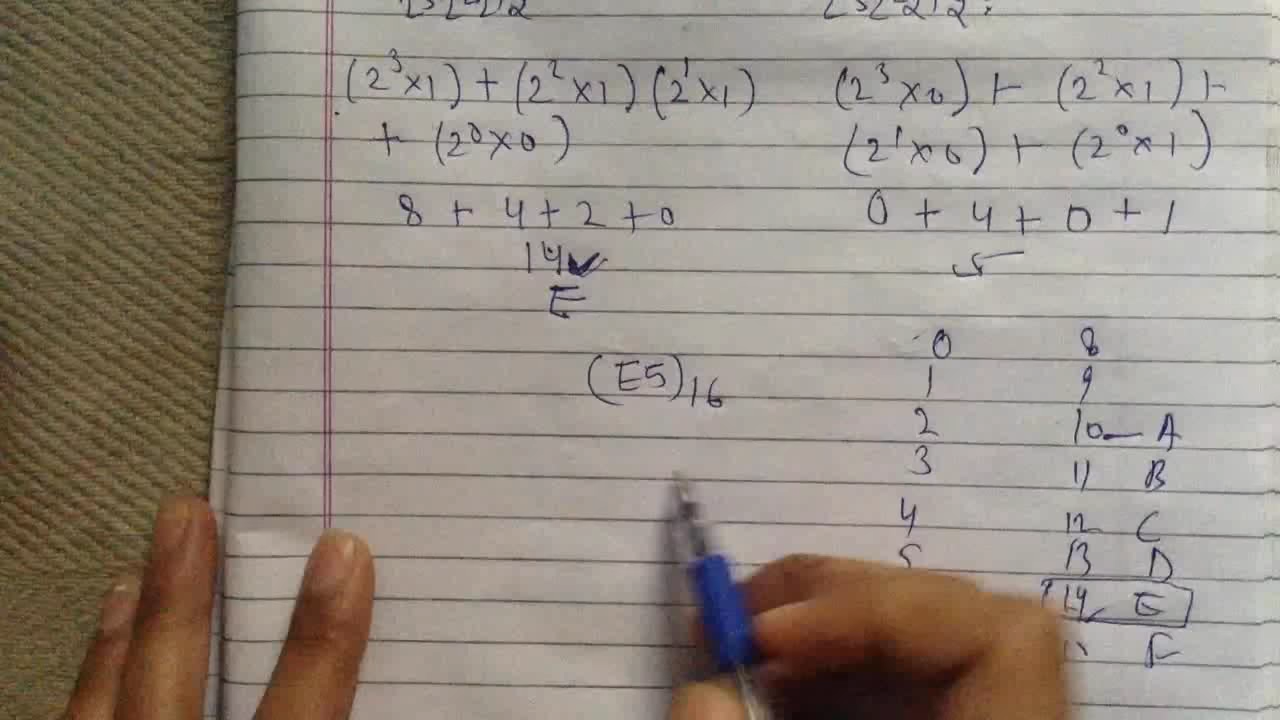 (2³×1) + (2²×1) (2¹×1)
+ (2⁰×0)
8 + 4 + 2 + 0
14✓
E
(2³×0) + (2²×1) +
(2¹×0) + (2⁰×1)
0 + 4 + 0 + 1
5
(E5)₁₆
0 8
1 9
2 10 — A
3 11 B
4 12 C
5 13 D
14 E
F